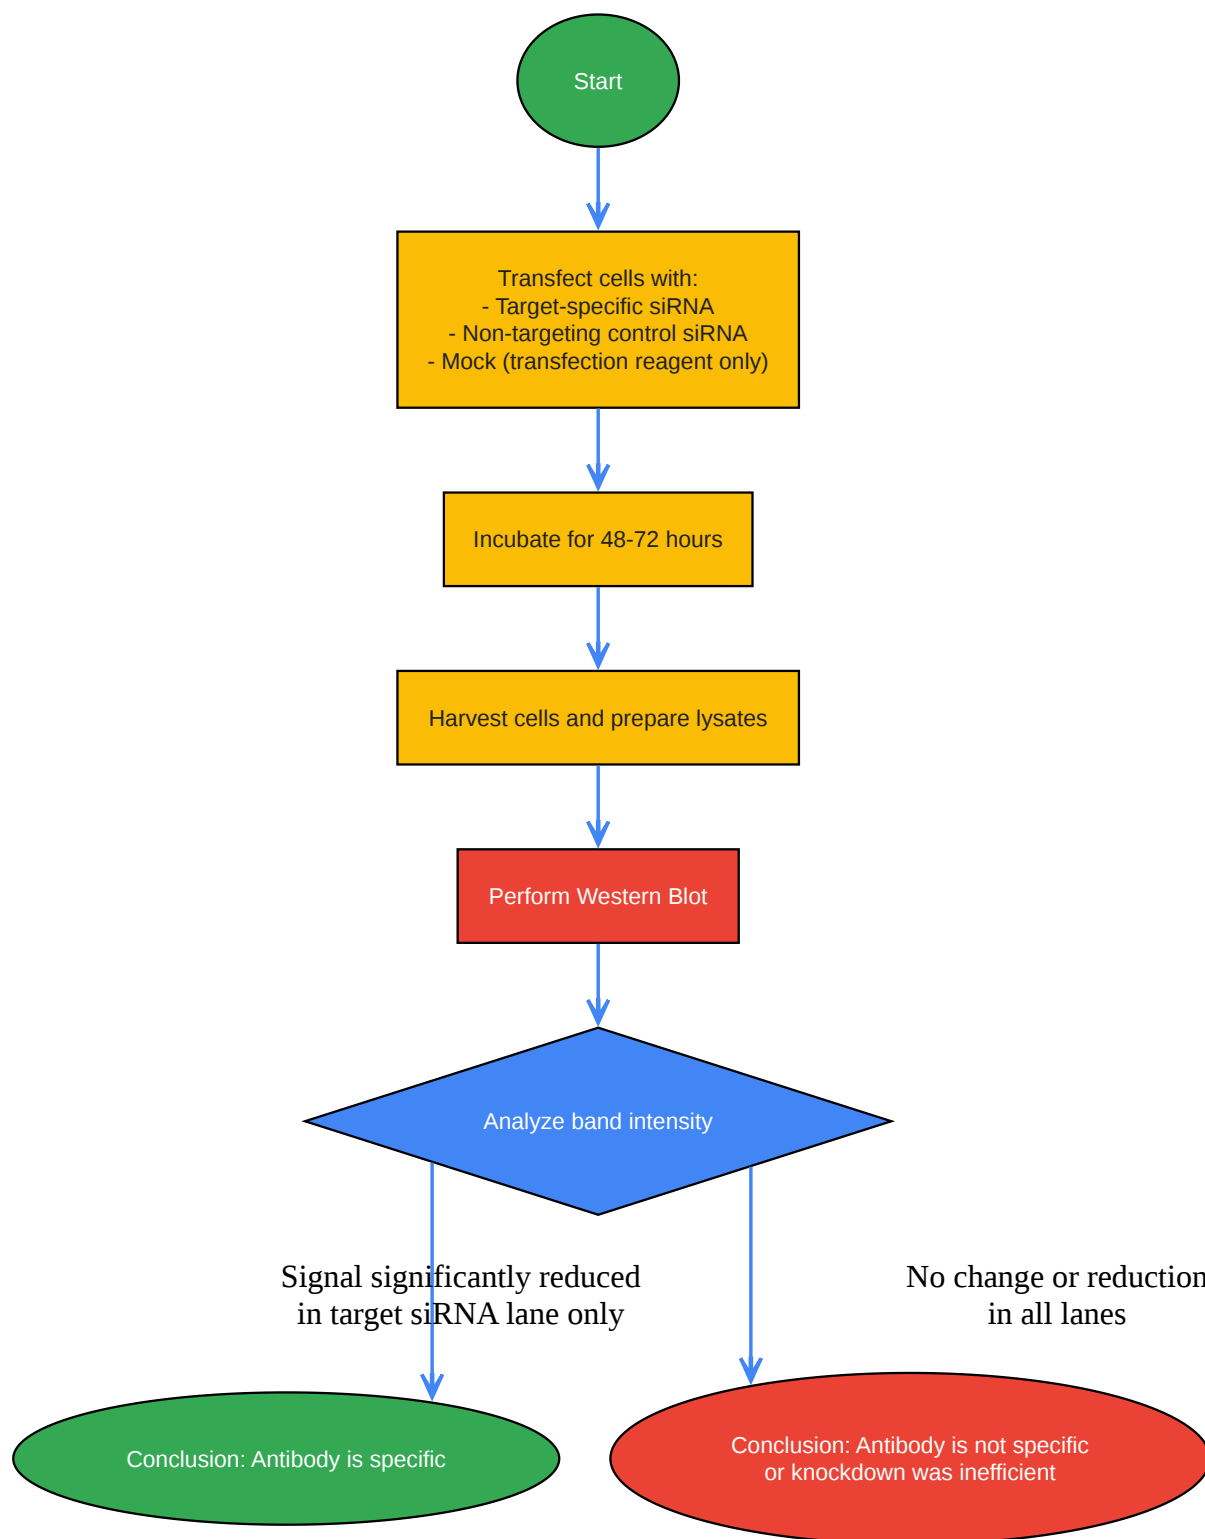 Start
Transfect cells with:
- Target-specific siRNA
- Non-targeting control siRNA
- Mock (transfection reagent only)
Incubate for 48-72 hours
Harvest cells and prepare lysates
Perform Western Blot
Analyze band intensity
Signal significantly reduced
in target siRNA lane only
No change or reduction
in all lanes
Conclusion: Antibody is specific
Conclusion: Antibody is not specific
or knockdown was inefficient